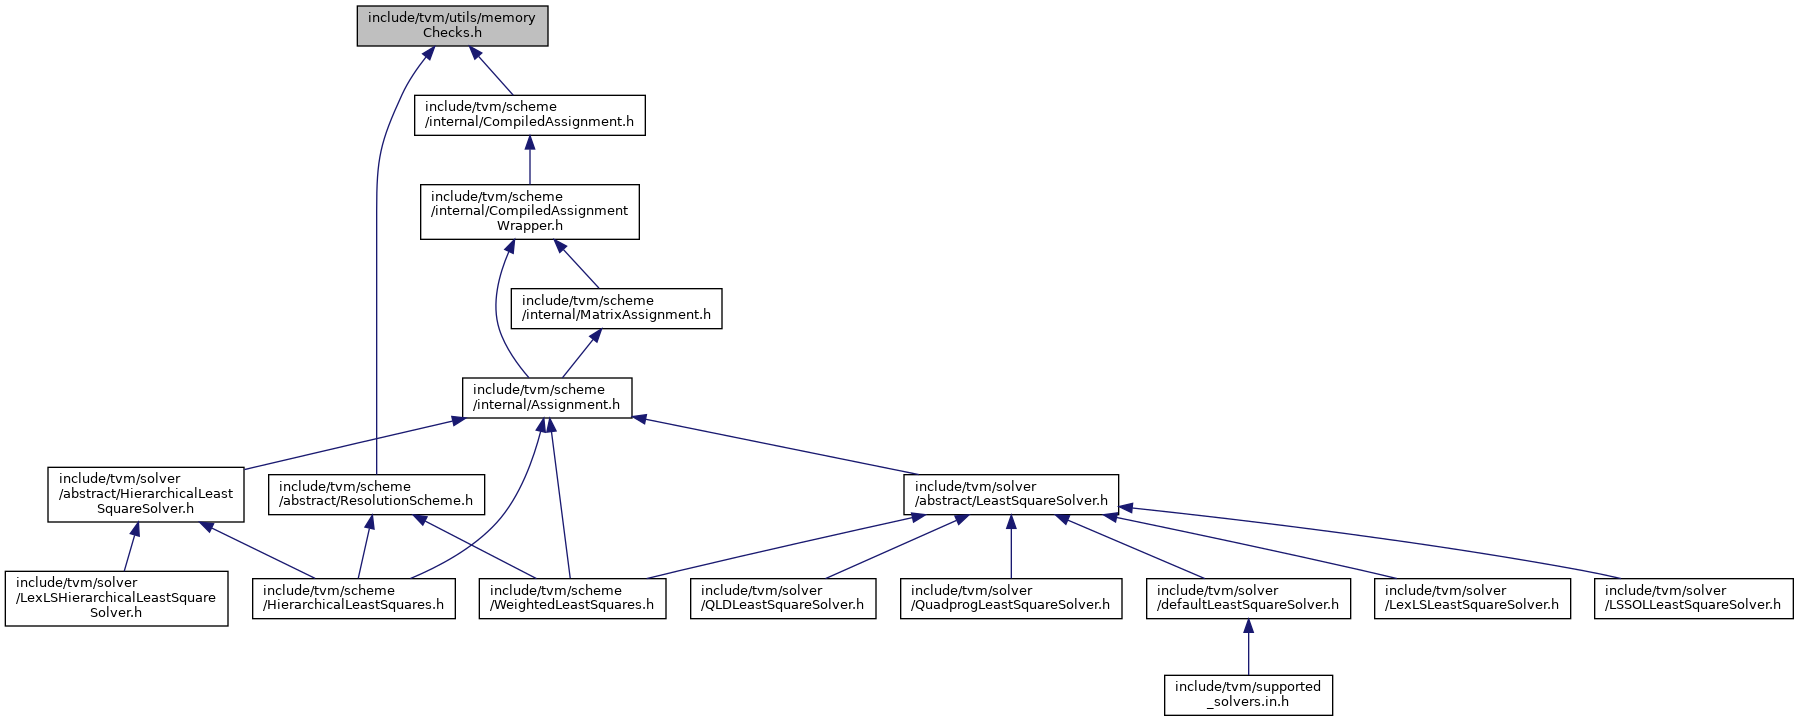 include/tvm/utils/memory
Checks.h
include/tvm/scheme
/internal/CompiledAssignment.h
include/tvm/scheme
/internal/CompiledAssignment
Wrapper.h
include/tvm/scheme
/internal/MatrixAssignment.h
include/tvm/scheme
/internal/Assignment.h
include/tvm/solver
/abstract/HierarchicalLeast
SquareSolver.h
include/tvm/scheme
/abstract/ResolutionScheme.h
include/tvm/solver
/abstract/LeastSquareSolver.h
include/tvm/solver
/LexLSHierarchicalLeastSquare
Solver.h
include/tvm/scheme
/HierarchicalLeastSquares.h
include/tvm/scheme
/WeightedLeastSquares.h
include/tvm/solver
/QLDLeastSquareSolver.h
include/tvm/solver
/QuadprogLeastSquareSolver.h
include/tvm/solver
/defaultLeastSquareSolver.h
include/tvm/solver
/LexLSLeastSquareSolver.h
include/tvm/solver
/LSSOLLeastSquareSolver.h
include/tvm/supported
_solvers.in.h